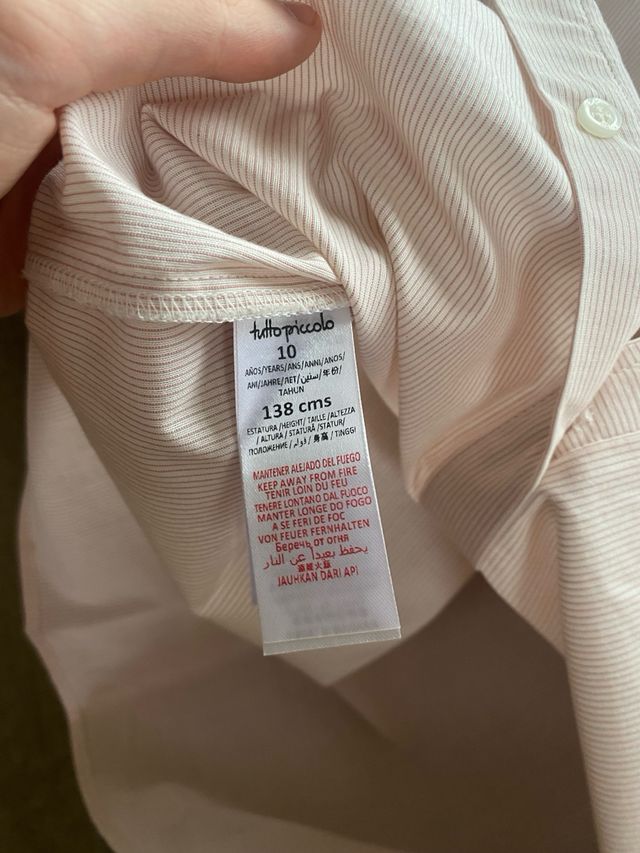 tuttopiccolo
10
AÑOS/YEARS/ANS/ANNI/ANOS/
ANI/JAHRE/ЛЕТ/سنين/年份/
TAHUN
138 cms
ESTATURA/HEIGHT/ TAILLE/ALTEZZA
/ ALTURA / STATURĂ / STATUR/
ПОЛОЖЕНИЕ / قوام / 身高 / TINGGI
MANTENER ALEJADO DEL FUEGO
KEEP AWAY FROM FIRE
TENIR LOIN DU FEU
TENERE LONTANO DAL FUOCO
MANTER LONGE DO FOGO
A SE FERI DE FOC
VON FEUER FERNHALTEN
Беречь от огня
يحفظ بعيدا عن النار
JAUHKAN DARI API